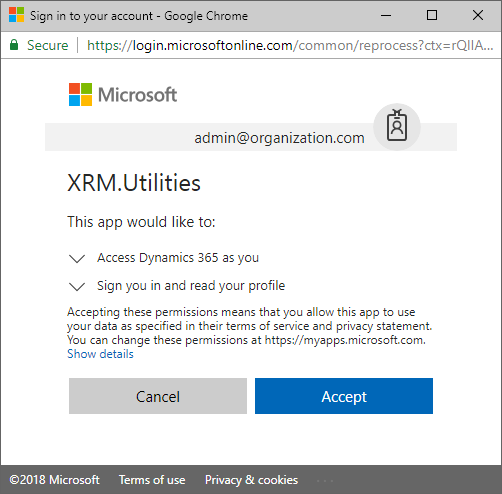 Sign in to your account - Google Chrome
Secure https://login.microsoftonline.com/common/reprocess?ctx=rQIIA...
Microsoft
admin@organization.com
XRM.Utilities
This app would like to:
Access Dynamics 365 as you
Sign you in and read your profile
Accepting these permissions means that you allow this app to use
your data as specified in their terms of service and privacy statement.
You can change these permissions at https://myapps.microsoft.com.
Show details
Cancel Accept
©2018 Microsoft Terms of use Privacy & cookies ...